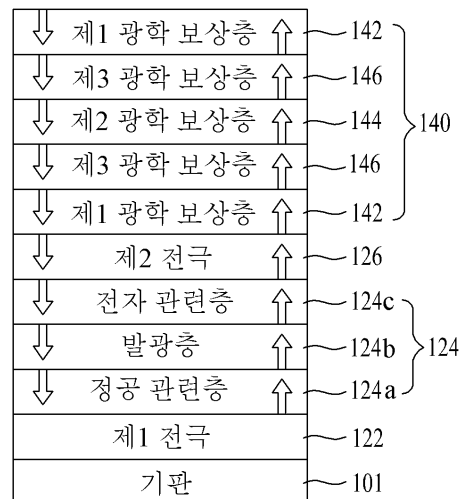 제1 광학 보상층 142
제3 광학 보상층 146
제2 광학 보상층 144
140
제3 광학 보상층 146
제1 광학 보상층 142
제2 전극 126
전자 관련층 124c
발광층 124b
124
정공 관련층 124a
제1 전극 122
기판 101